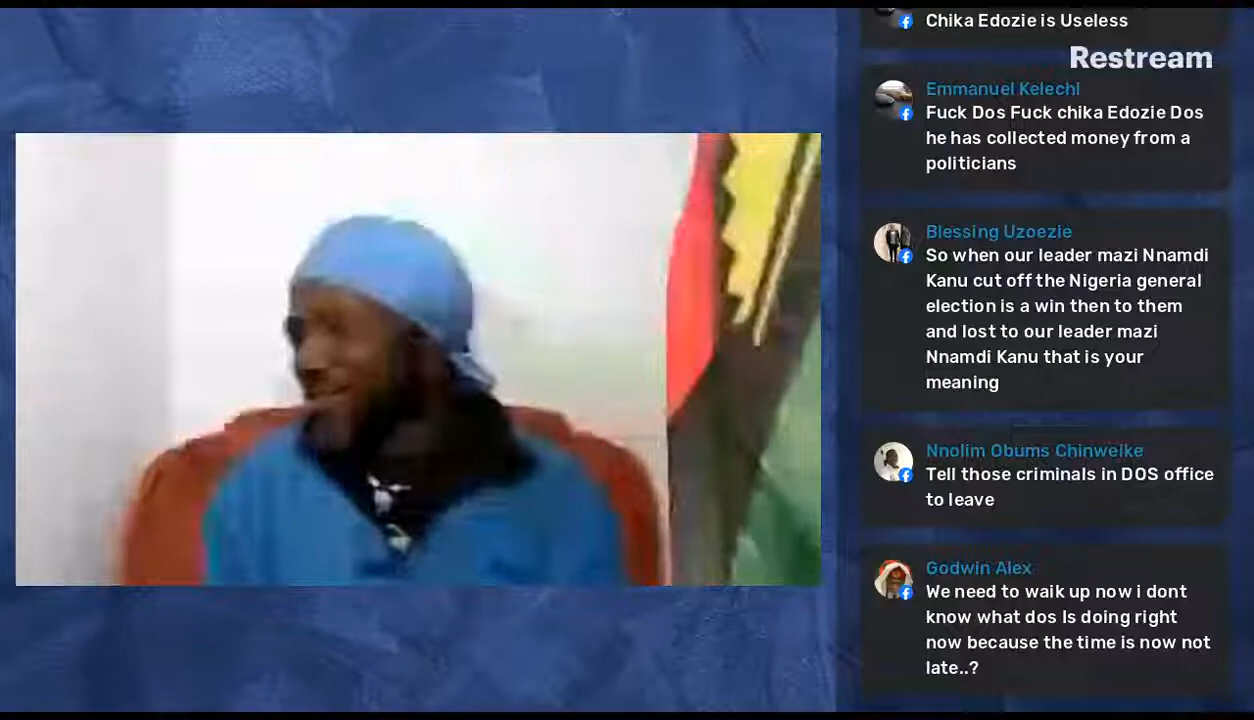 Chika Edozie is Useless
Restream
Emmanuel Kelechi
Fuck Dos Fuck chika Edozie Dos
he has collected money from a
politicians
Blessing Uzoezie
So when our leader mazi Nnamdi
Kanu cut off the Nigeria general
election is a win then to them
and lost to our leader mazi
Nnamdi Kanu that is your
meaning
Nnolim Obums Chinweike
Tell those criminals in DOS office
to leave
Godwin Alex
We need to waik up now i dont
know what dos Is doing right
now because the time is now not
late..?